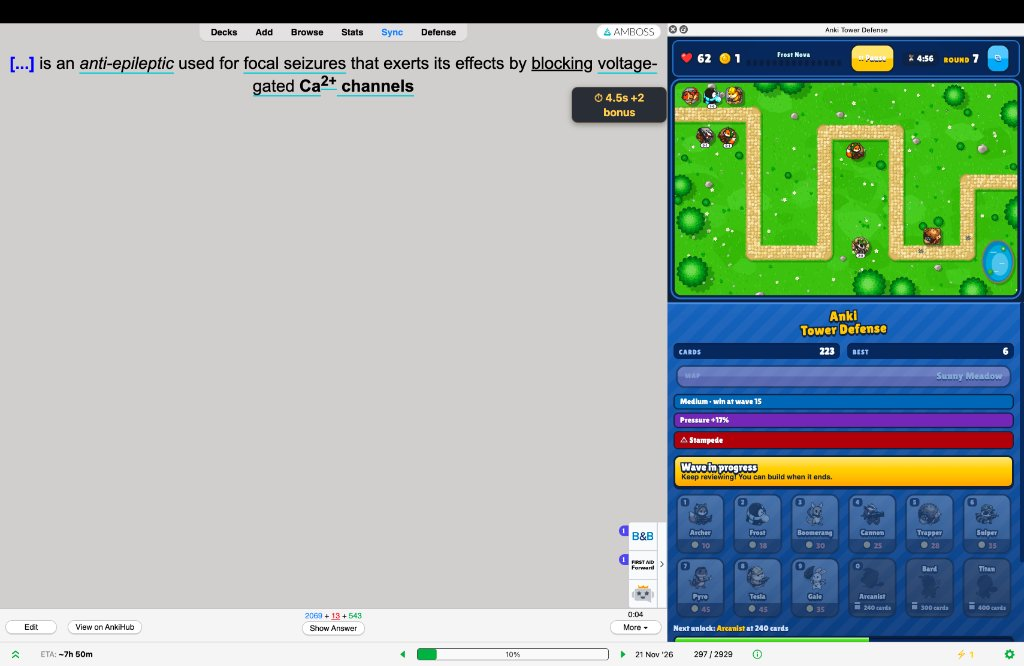 Decks Add Browse Stats Sync Defense
AMBOSS
[...] is an anti-epileptic used for focal seizures that exerts its effects by blocking voltage-
gated Ca2+ channels
4.5s +2
bonus
B&B
FIRST AID
Forward
2069 + 13 + 543
0:04
Edit
View on AnkiHub
Show Answer
More
ETA: ~7h 50m
10%
21 Nov '26
297 / 2929
1
Anki Tower Defense
62
1
Frost Nova
Pause
4:56
ROUND 7
Anki
Tower Defense
CARDS 223
BEST 6
MAP Sunny Meadow
Medium - win at wave 15
Pressure +17%
Stampede
Wave in progress
Keep reviewing! You can build when it ends.
1 2 3 4 5 6
Archer Frost Boomerang Cannon Trapper Sniper
10 18 30 25 28 35
7 8 9 0
Pyro Tesla Gale Arcanist Bard Titan
45 45 35 240 cards 300 cards 400 cards
Next unlock: Arcanist at 240 cards